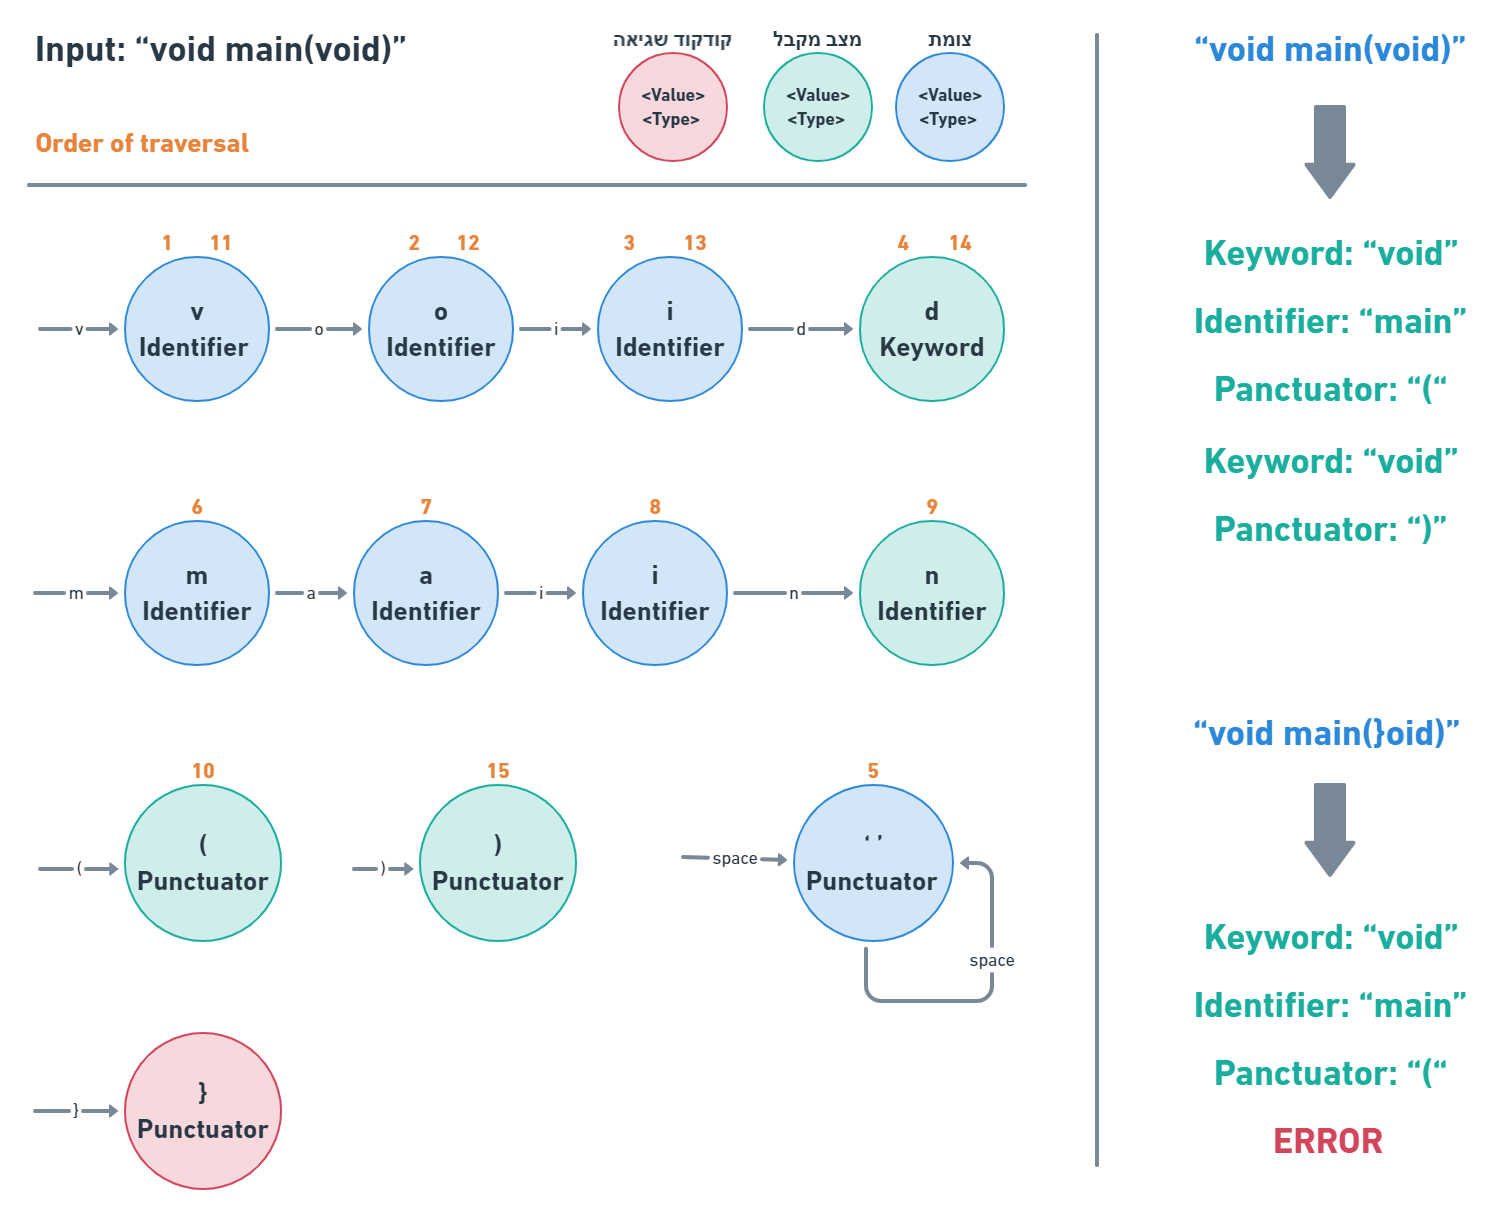 Input: “void main(void)”
Order of traversal
קודקוד שגיאה
<Value>
<Type>
מצב מקבל
<Value>
<Type>
צומת
<Value>
<Type>
1 11
2 12
3 13
4 14
v
v
Identifier
o
o
Identifier
i
i
Identifier
d
d
Keyword
6
7
8
9
m
m
Identifier
a
a
Identifier
i
i
Identifier
n
n
Identifier
10
15
5
(
(
Punctuator
)
)
Punctuator
space
‘ ’
Punctuator
space
}
}
Punctuator
“void main(void)”
Keyword: “void”
Identifier: “main”
Panctuator: “(“
Keyword: “void”
Panctuator: “)”
“void main(}oid)”
Keyword: “void”
Identifier: “main”
Panctuator: “(“
ERROR